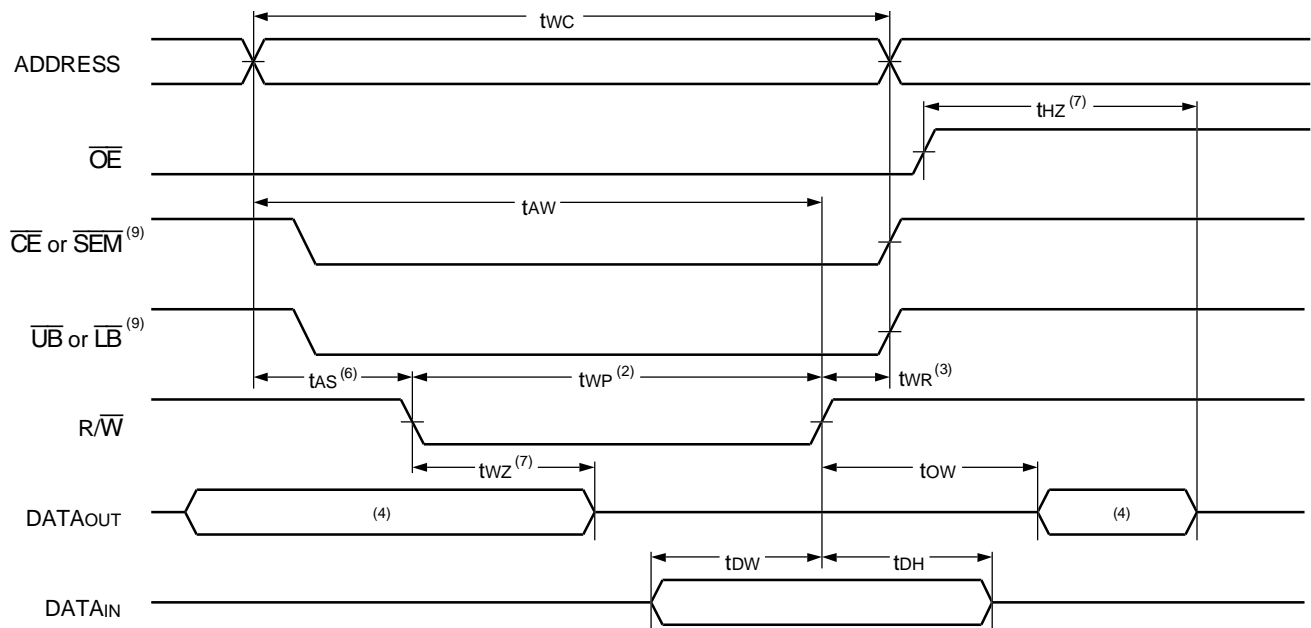 tWC
ADDRESS
tHZ (7)
OE
tAW
CE or SEM (9)
UB or LB (9)
tAS (6) tWP (2) tWR (3)
R/W
tWZ (7) tOW
DATAOUT (4) (4)
tDW tDH
DATAIN